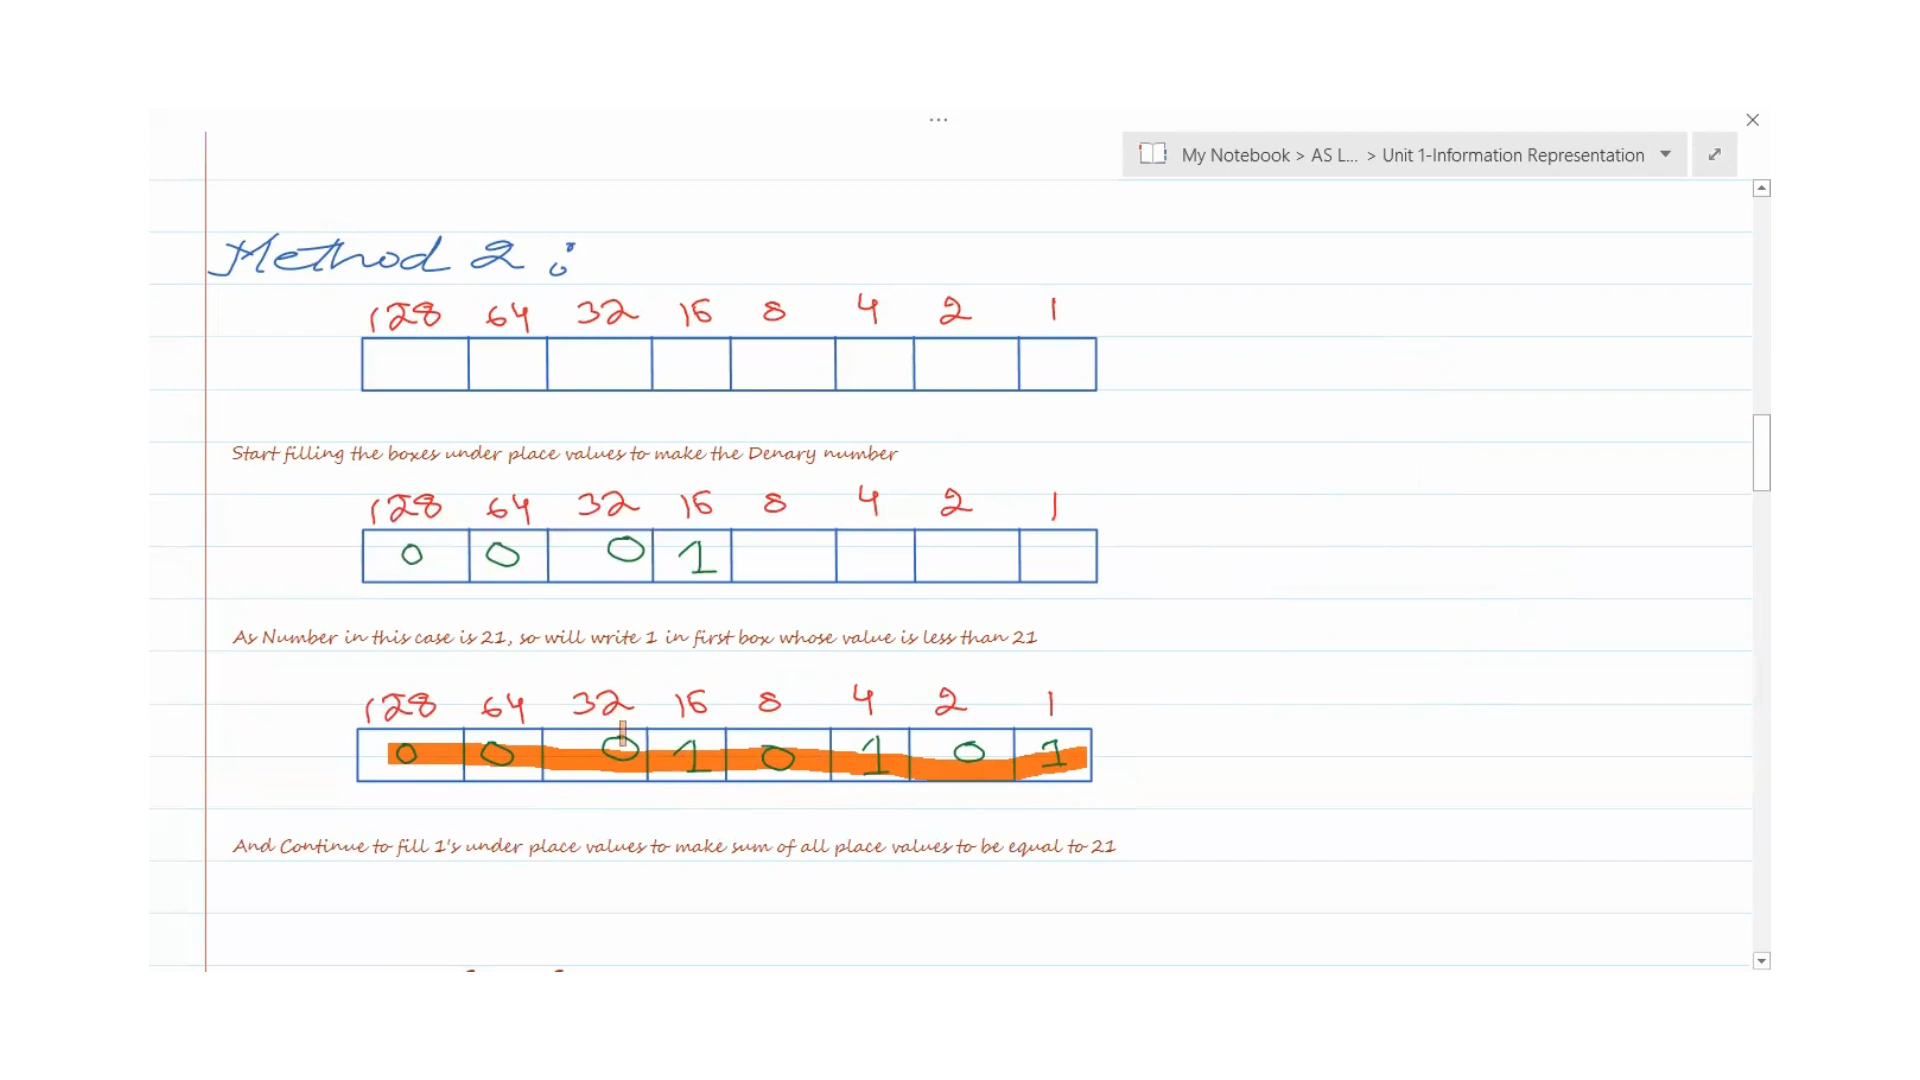 ...
My Notebook > AS L... > Unit 1-Information Representation
Method 2 :
128 64 32 16 8 4 2 1
Start filling the boxes under place values to make the Denary number
128 64 32 16 8 4 2 1
0 0 0 1
As Number in this case is 21, so will write 1 in first box whose value is less than 21
128 64 32 16 8 4 2 1
0 0 0 1 0 1 0 1
And Continue to fill 1's under place values to make sum of all place values to be equal to 21